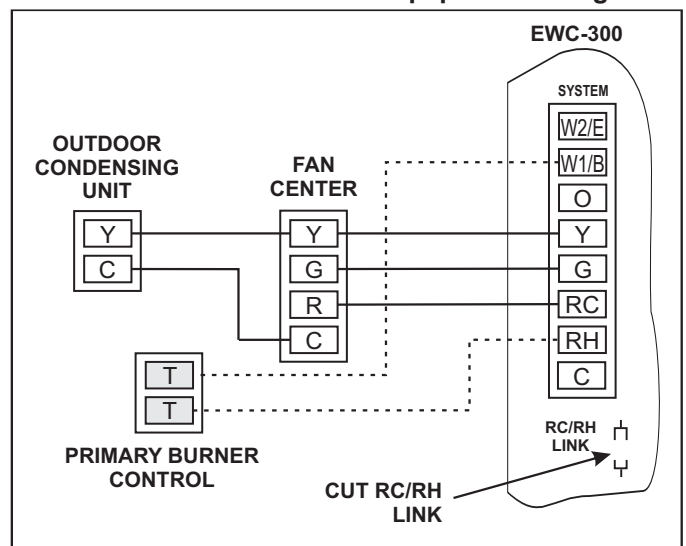 EWC-300
SYSTEM
W2/E
W1/B
O
Y
G
RC
RH
C
RC/RH
LINK
CUT RC/RH
LINK
OUTDOOR
CONDENSING
UNIT
Y
C
FAN
CENTER
Y
G
R
C
T
T
PRIMARY BURNER
CONTROL